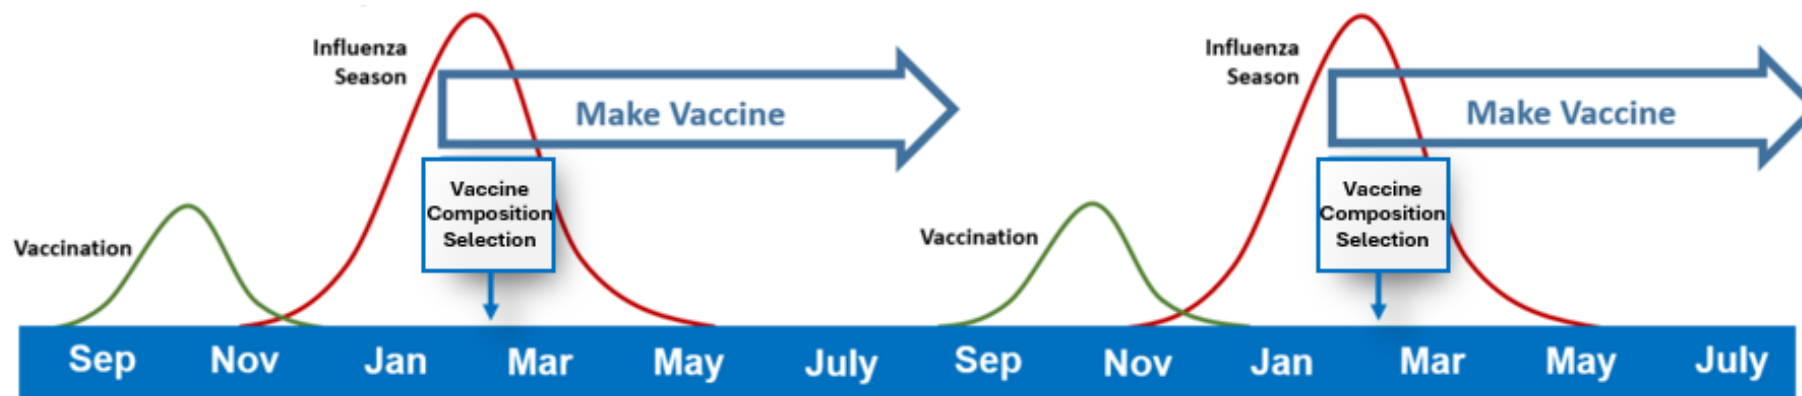 Influenza
Season
Make Vaccine
Vaccine
Composition
Selection
Vaccination
Influenza
Season
Make Vaccine
Vaccine
Composition
Selection
Vaccination
Sep Nov Jan Mar May July Sep Nov Jan Mar May July